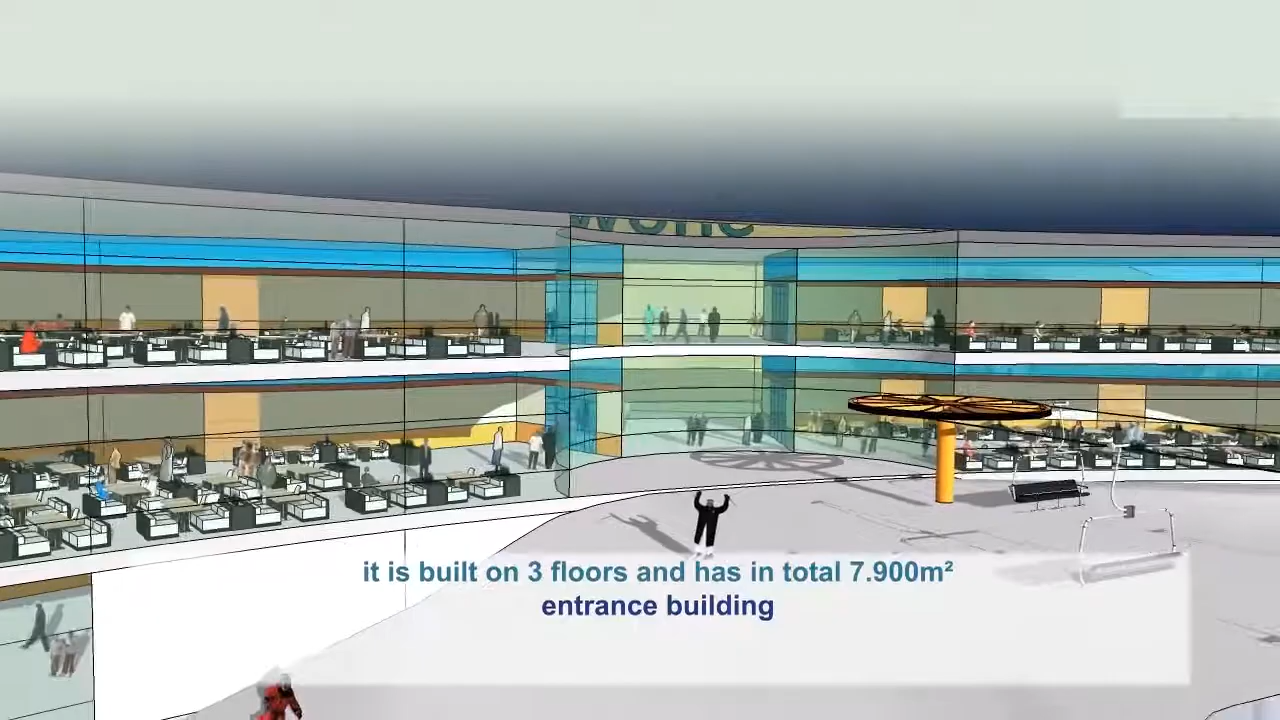 it is built on 3 floors and has in total 7.900m²
entrance building